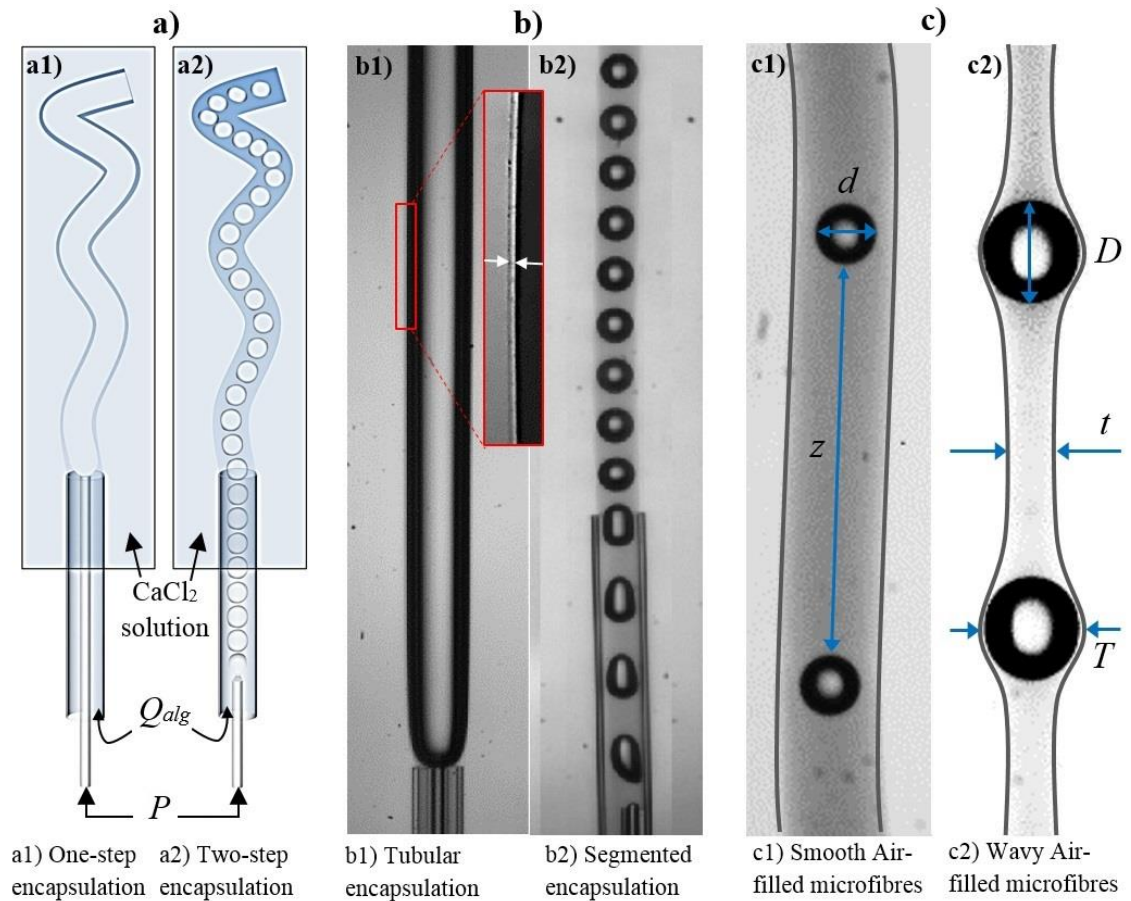 a)
b)
c)
a1)
a2)
b1)
b2)
c1)
c2)
d
D
z
t
T
CaCl2
solution
Qalg
P
a1) One-step
encapsulation
a2) Two-step
encapsulation
b1) Tubular
encapsulation
b2) Segmented
encapsulation
c1) Smooth Air-
filled microfibres
c2) Wavy Air-
filled microfibres